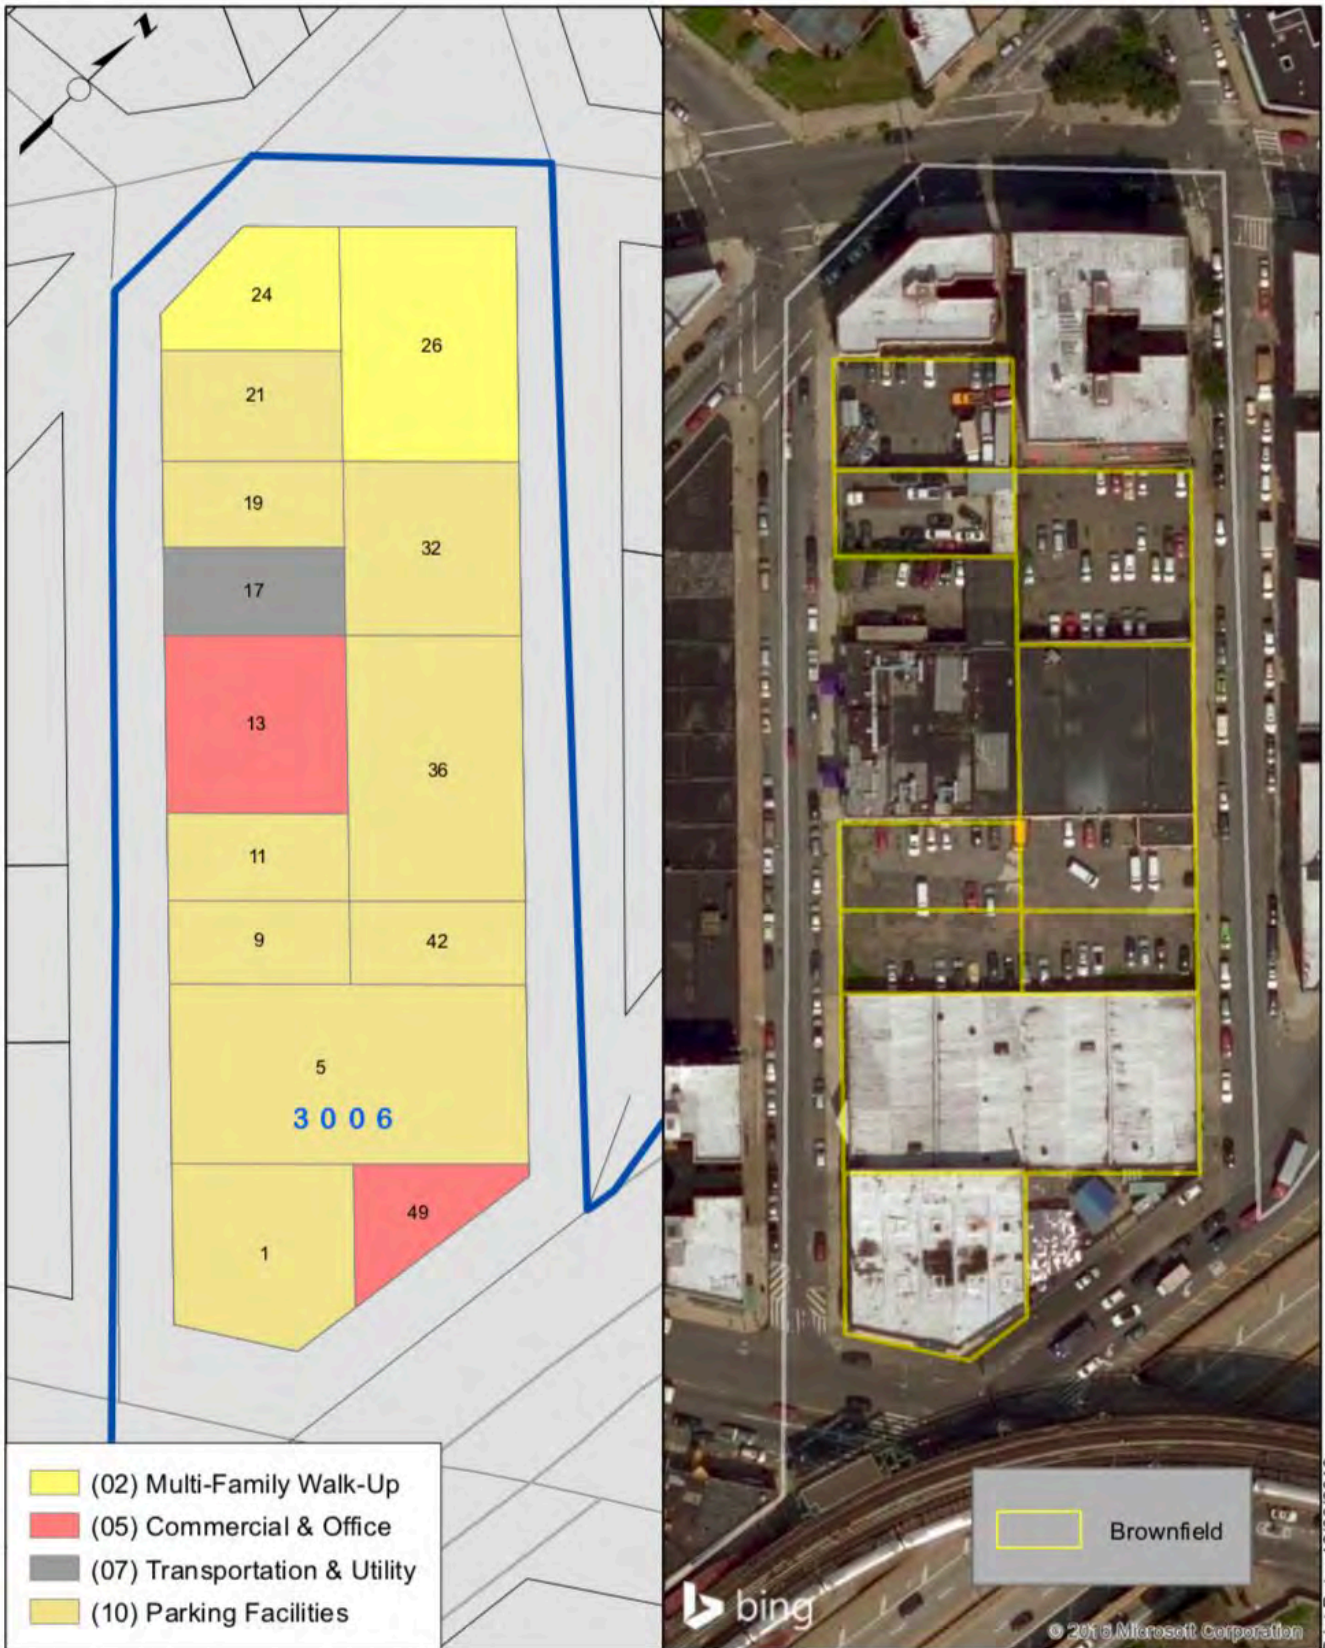 N
24
26
21
19
32
17
13
36
11
9
42
5
3006
49
1
(02) Multi-Family Walk-Up
(05) Commercial & Office
(07) Transportation & Utility
(10) Parking Facilities
Brownfield
bing
© 2016 Microsoft Corporation